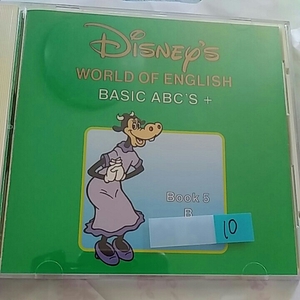 DISNEY'S
WORLD OF ENGLISH
BASIC ABC'S +
Book 5
B
10